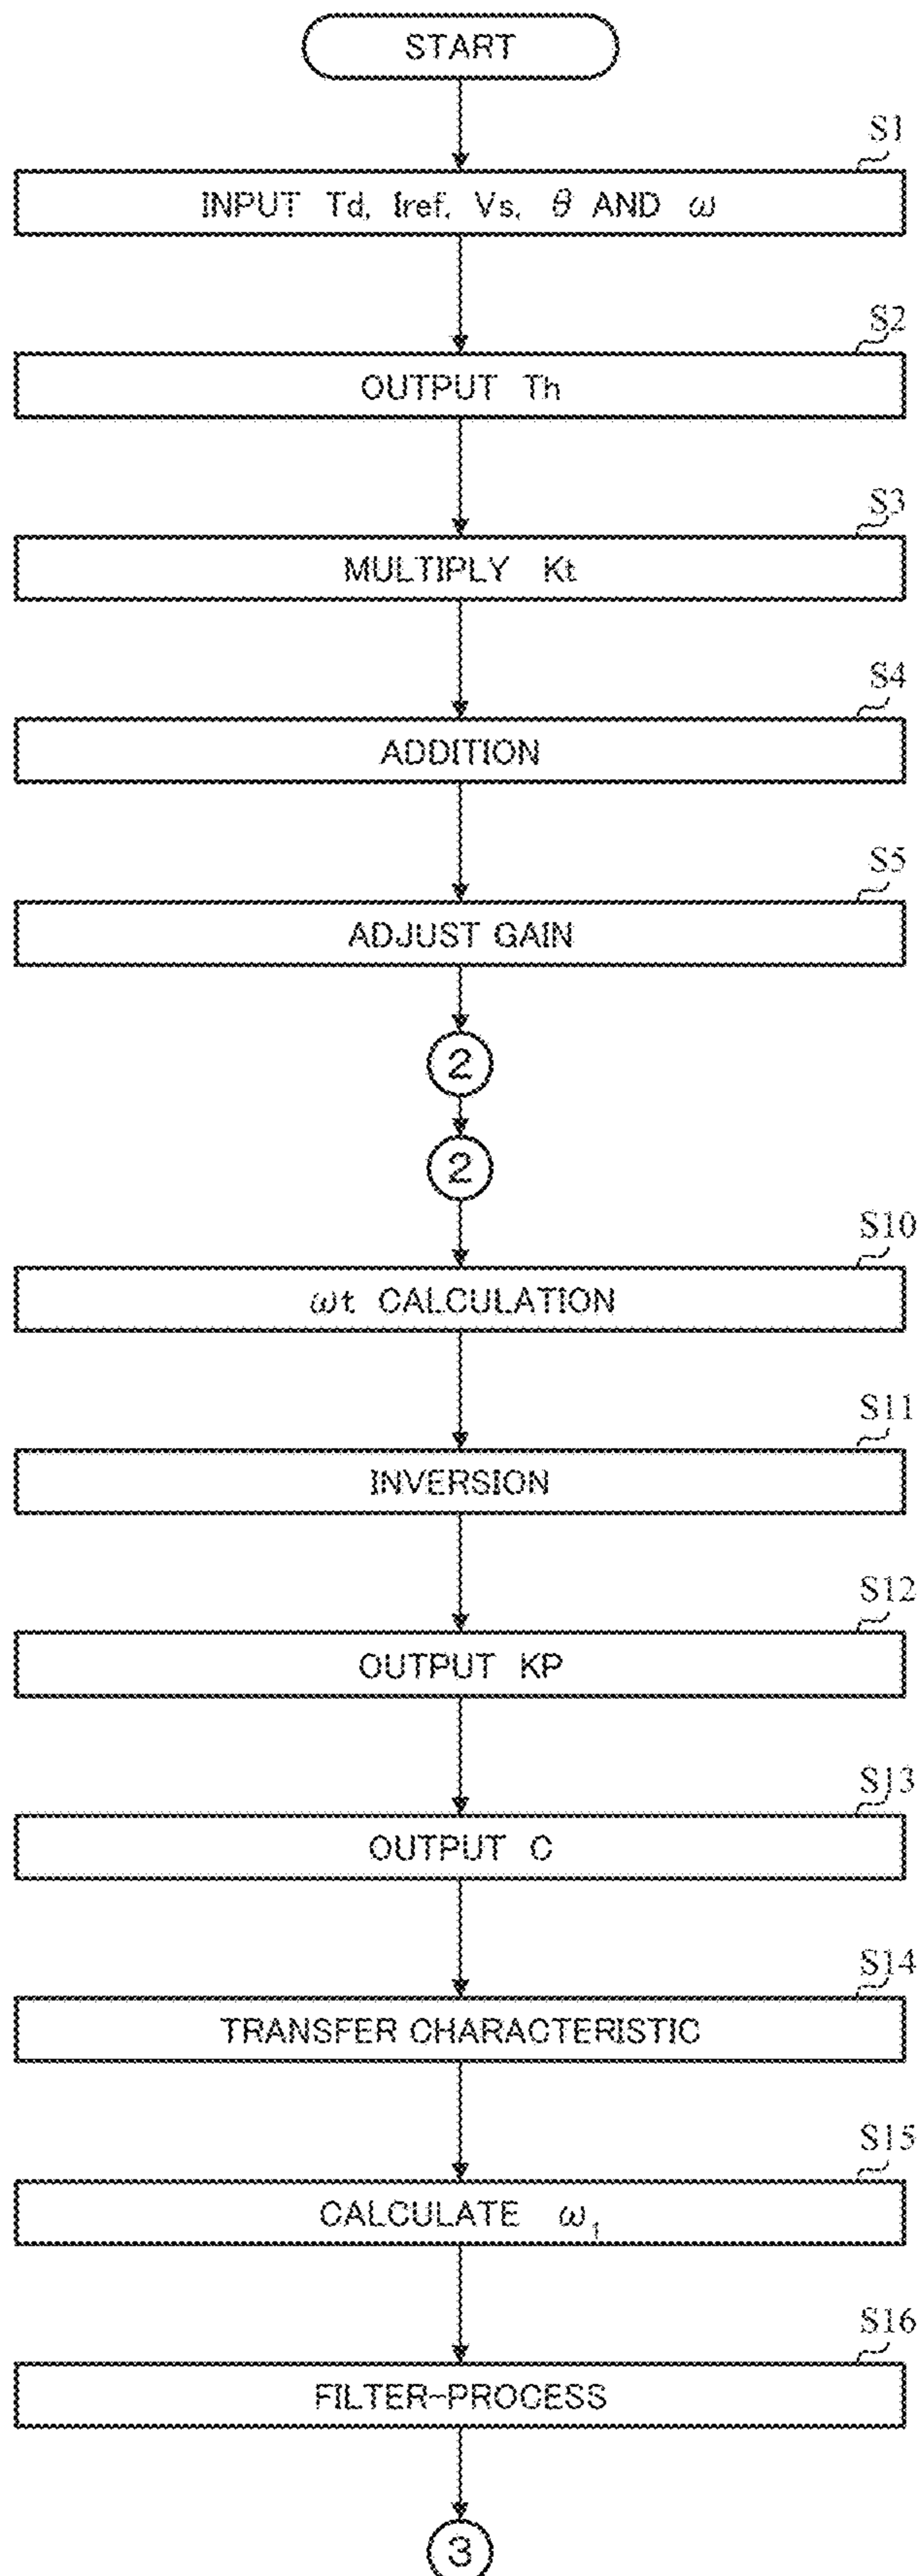 START
S1
INPUT Td, Iref, Vs, θ AND ω
S2
OUTPUT Th
S3
MULTIPLY Kt
S4
ADDITION
S5
ADJUST GAIN
2
2
S10
ωt CALCULATION
S11
INVERSION
S12
OUTPUT KP
S13
OUTPUT C
S14
TRANSFER CHARACTERISTIC
S15
CALCULATE ω₁
S16
FILTER-PROCESS
3